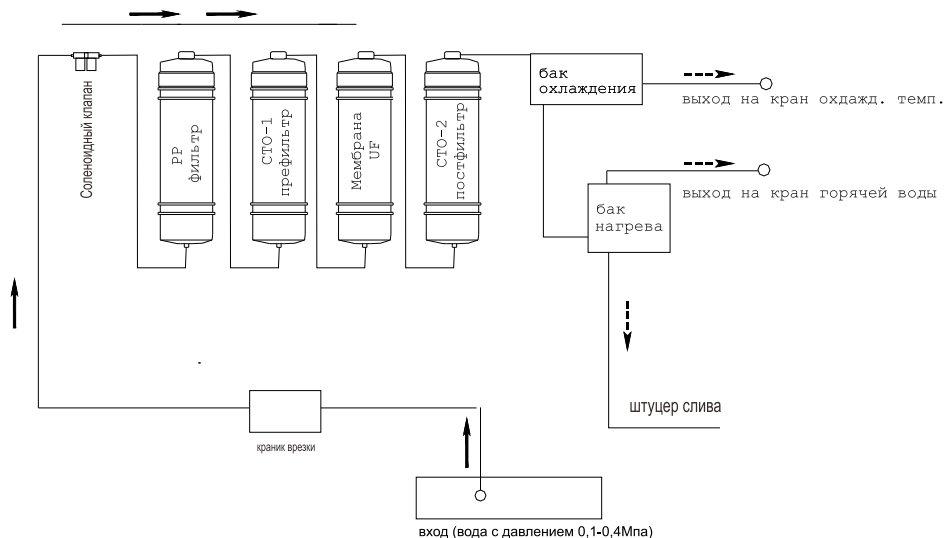 Соленоидный клапан
PP
фильтр
СТО-1
префильтр
Мембрана
UF
СТО-2
постфильтр
бак
охлаждения
выход на кран охдажд. темп.
бак
нагрева
выход на кран горячей воды
штуцер слива
краник врезки
вход (вода с давлением 0,1-0,4Мпа)